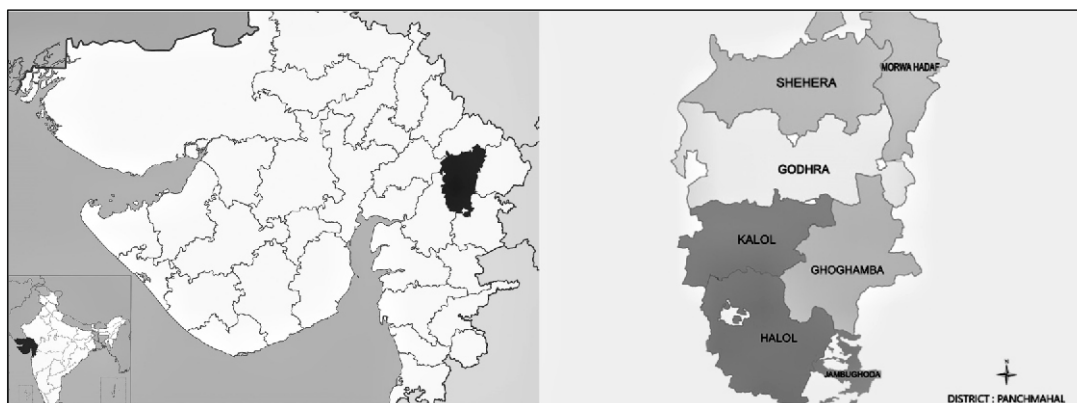 SHEHERA
MORWA HADAF
GODHRA
KALOL
GHOGHAMBA
HALOL
JAMBUGHODA
DISTRICT : PANCHMAHAL